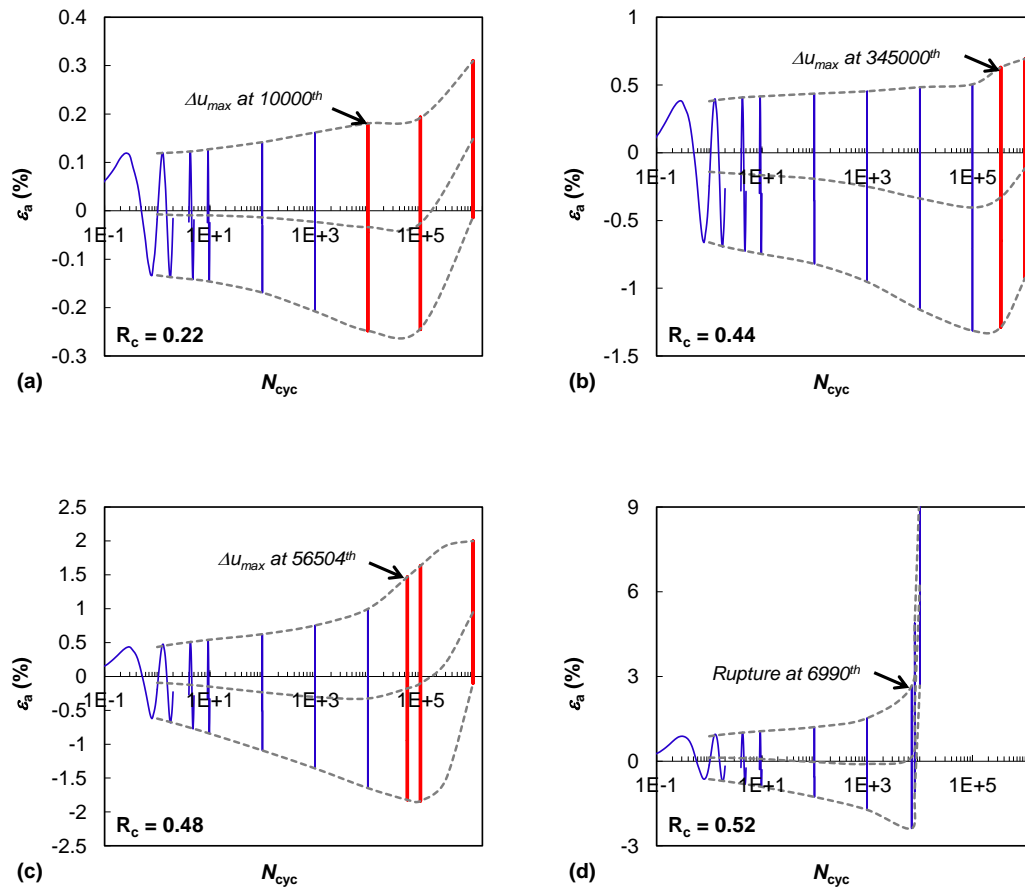 0.4
0.3
0.2
0.1
0
-0.1
-0.2
-0.3
1E-1 1E+1 1E+3 1E+5
εa (%)
Δumax at 10000th
Rc = 0.22
(a)
Ncyc
1
0.5
0
-0.5
-1
-1.5
1E-1 1E+1 1E+3 1E+5
εa (%)
Δumax at 345000th
Rc = 0.44
(b)
Ncyc
2.5
2
1.5
1
0.5
0
-0.5
-1
-1.5
-2
-2.5
1E-1 1E+1 1E+3 1E+5
εa (%)
Δumax at 56504th
Rc = 0.48
(c)
Ncyc
9
6
3
0
-3
1E-1 1E+1 1E+3 1E+5
εa (%)
Rupture at 6990th
Rc = 0.52
(d)
Ncyc